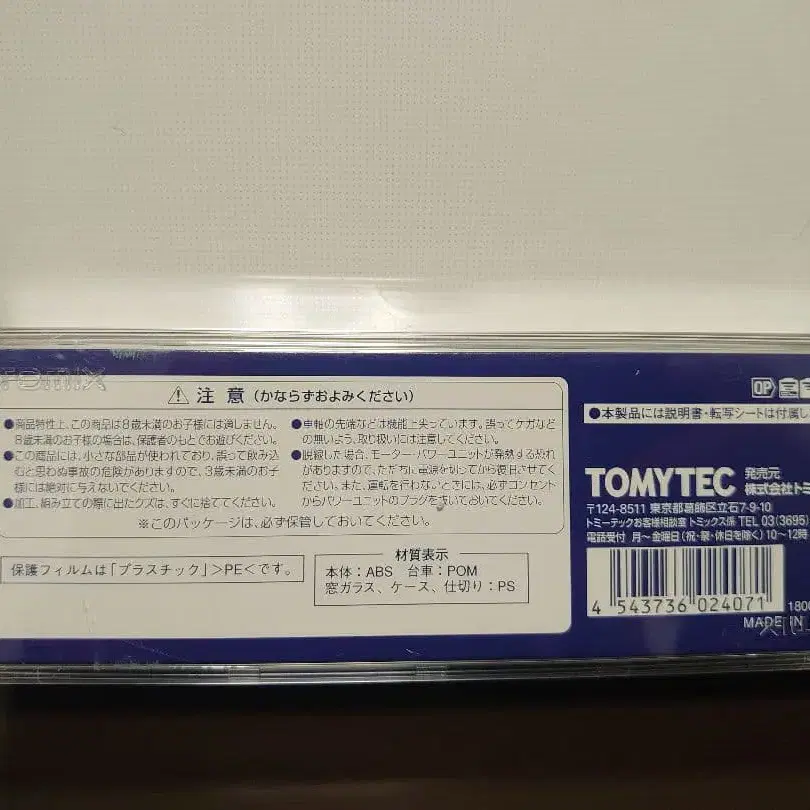 TOMIX
注 意 (かならずおよみください)
●商品特性上、この商品は8歳未満のお子様には適しません。
8歳未満のお子様の場合は、保護者のもとでお遊びください。
●この商品には、小さな部品が使われており、誤って飲み込
むと思わぬ事故の危険がありますので、3歳未満のお子
様には絶対に与えないでください。
●加工、組み立ての際に出たクズは、すぐに捨ててください。
●車輪の先端などは機能上尖っています。誤ってケガなど
の無いよう、取り扱いには注意してください。
●脱線した場合、モーター・パワーユニットが発熱する恐れ
がありますので、ただちに電源を切ってから復旧させてく
ださい。また、運転を行わないときには、必ずコンセント
からパワーユニットのプラグを抜いておいてください。
※このパッケージは、必ず保管しておいてください。
保護フィルムは「プラスチック」>PE<です。
材質表示
本体:ABS 台車:POM
窓ガラス、ケース、仕切り:PS
OP
●本製品には説明書・転写シートは付属し
TOMYTEC 発売元
株式会社トミ
〒124-8511 東京都葛飾区立石7-9-10
トミーテックお客様相談室 トミックス係 TEL 03(3695)
電話受付 月~金曜日(祝・祭・休日を除く)10~12時
4 543736 024071
1800
MADE IN